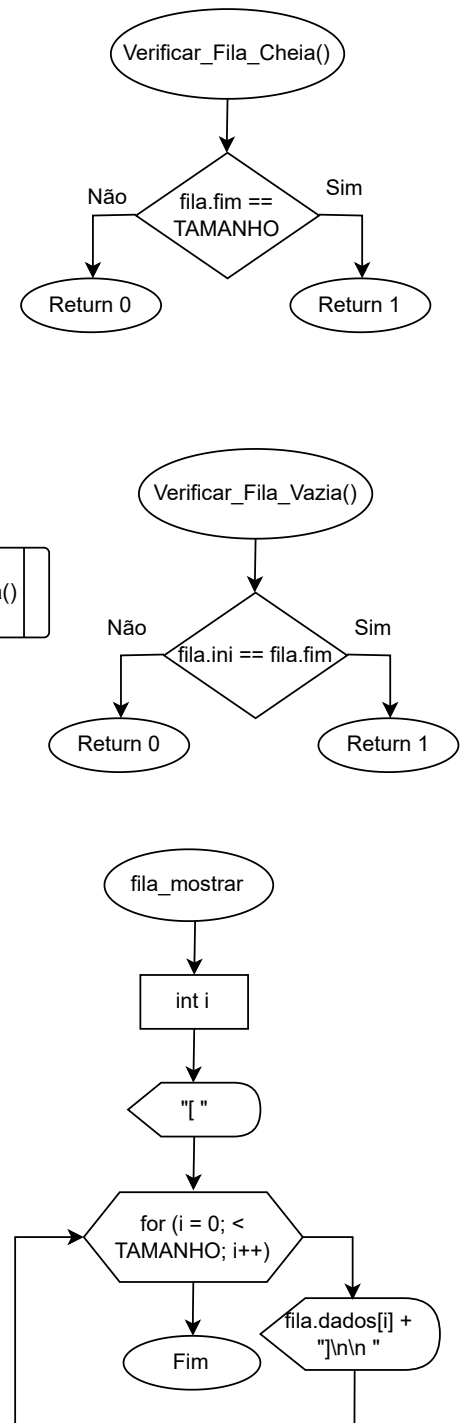 Verificar_Fila_Cheia()
Não
fila.fim ==
TAMANHO
Sim
Return 0
Return 1
Verificar_Fila_Vazia()
Não
fila.ini == fila.fim
Sim
Return 0
Return 1
fila_mostrar
int i
"[ "
for (i = 0; <
TAMANHO; i++)
fila.dados[i] +
"]\n\n "
Fim